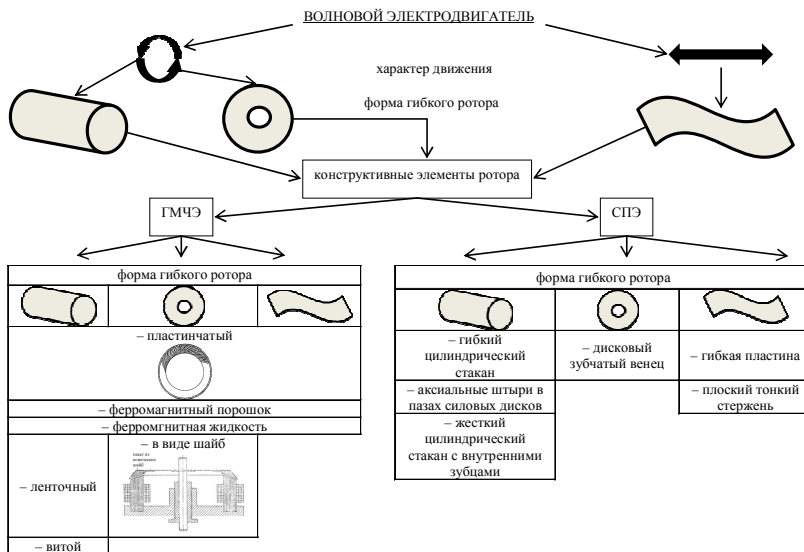 ВОЛНОВОЙ ЭЛЕКТРОДВИГАТЕЛЬ
характер движения
форма гибкого ротора
конструктивные элементы ротора
ГМЧЭ
СПЭ
форма гибкого ротора
– пластинчатый
– ферромагнитный порошок
– ферромгнитная жидкость
– ленточный
– в виде шайб
– витой
форма гибкого ротора
– гибкий
цилиндрический
стакан
– дисковый
зубчатый венец
– гибкая пластина
– аксиальные штыри в
пазах силовых дисков
– плоский тонкий
стержень
– жесткий
цилиндрический
стакан с внутренними
зубцами